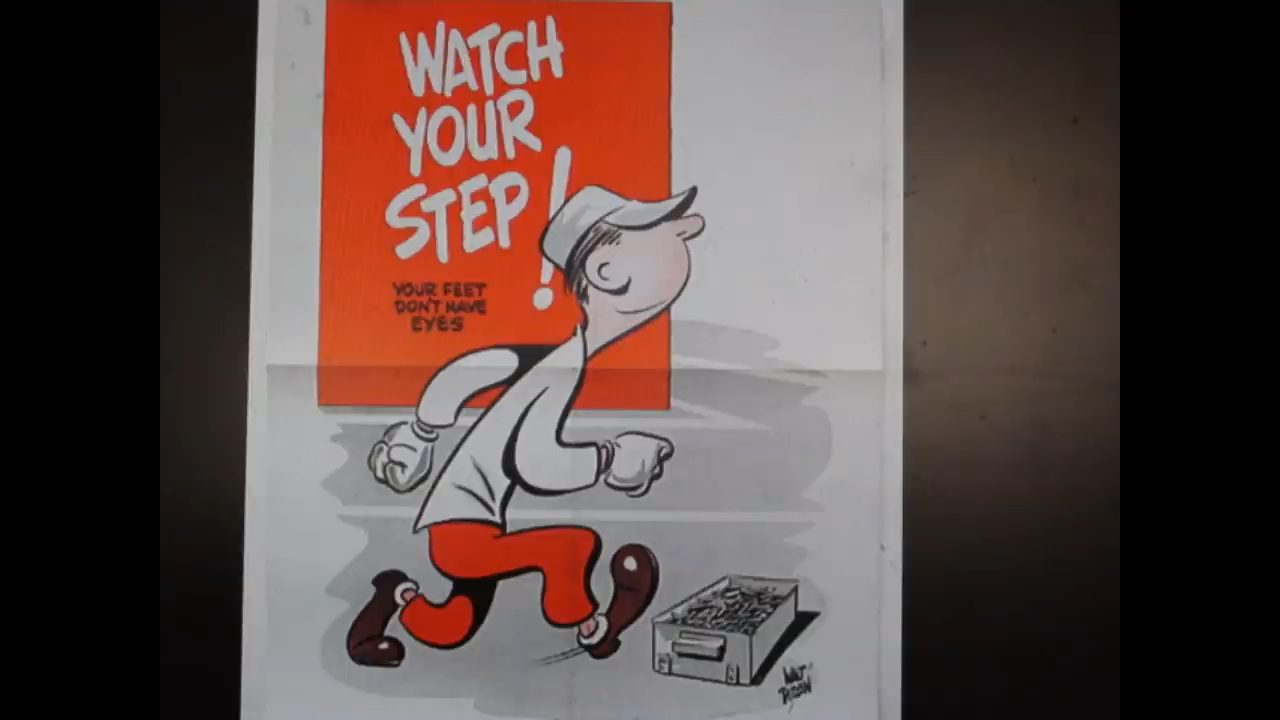 WATCH
YOUR
STEP!
YOUR FEET
DON'T HAVE
EYES